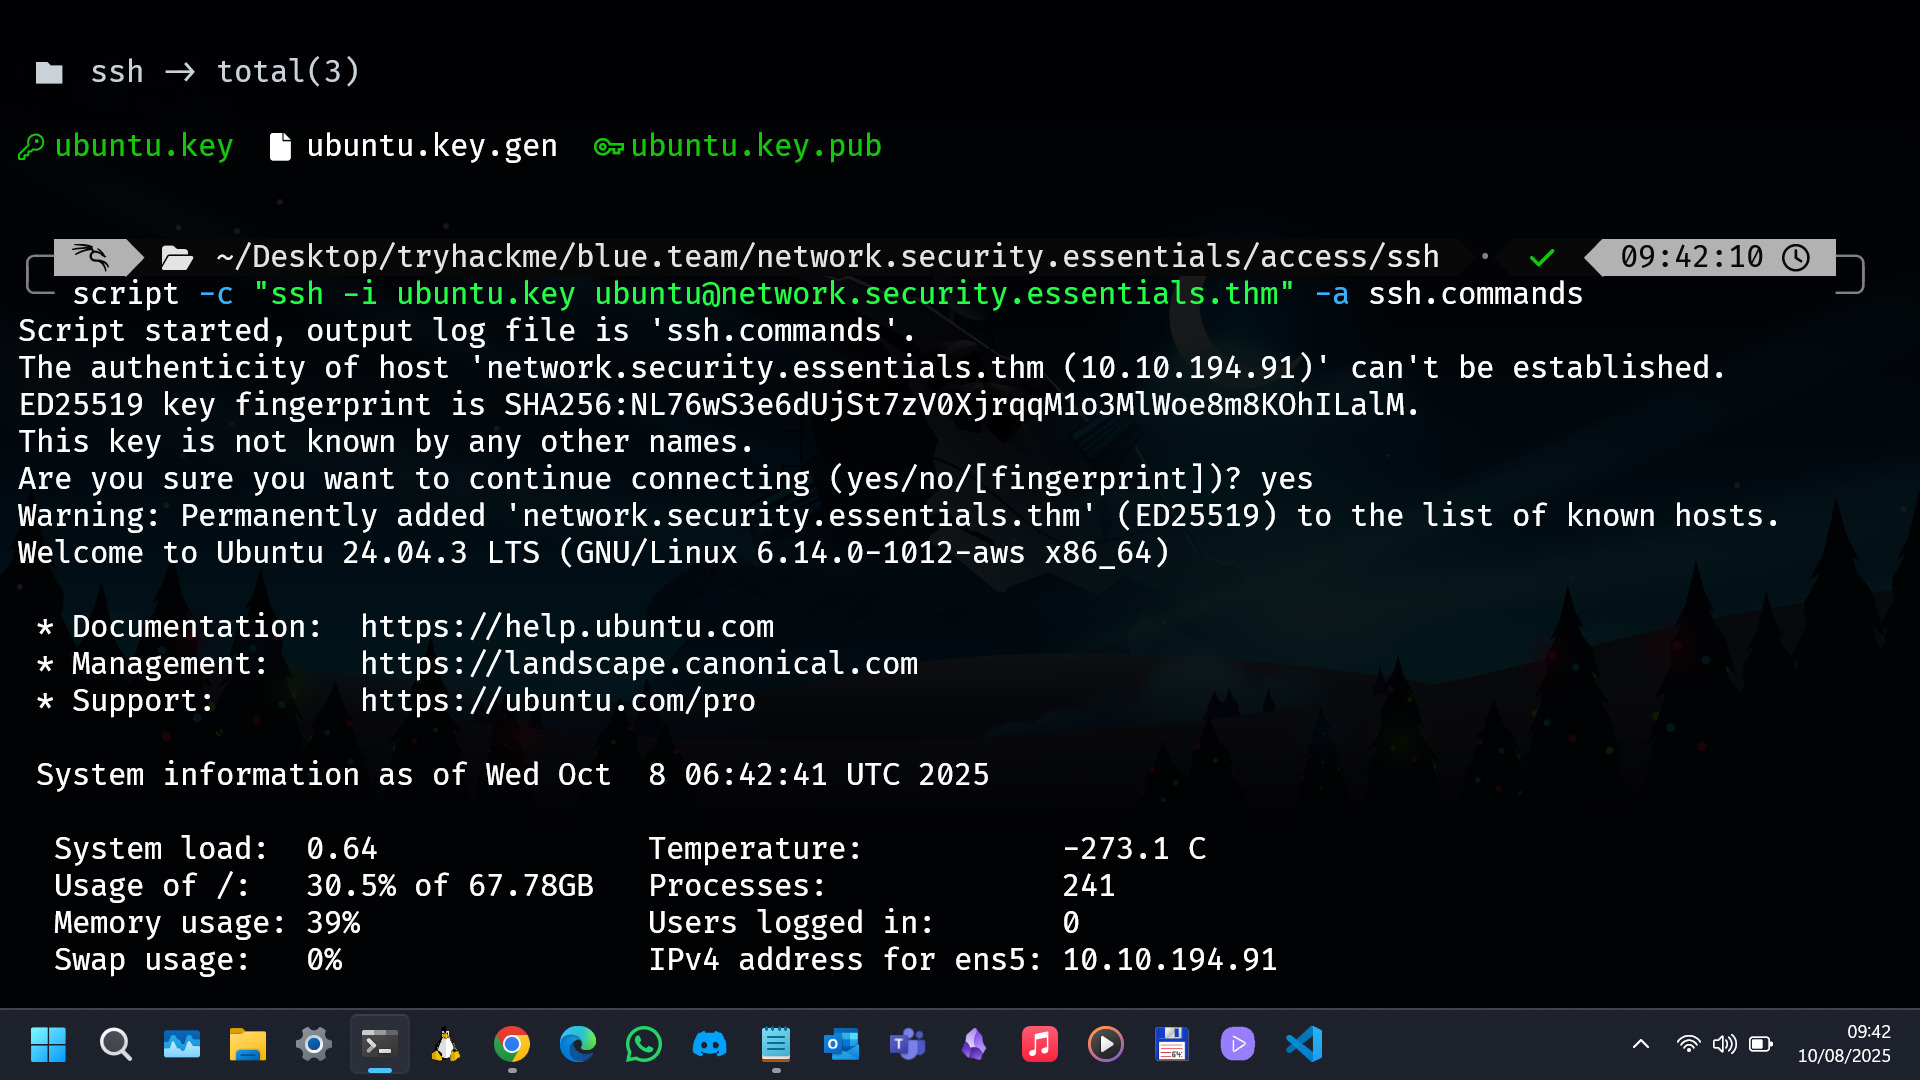 ssh → total(3)
ubuntu.key ubuntu.key.gen ubuntu.key.pub
~/Desktop/tryhackme/blue.team/network.security.essentials/access/ssh · ✓ 09:42:10
script -c "ssh -i ubuntu.key ubuntu@network.security.essentials.thm" -a ssh.commands
Script started, output log file is 'ssh.commands'.
The authenticity of host 'network.security.essentials.thm (10.10.194.91)' can't be established.
ED25519 key fingerprint is SHA256:NL76wS3e6dUjSt7zV0XjrqqM1o3MlWoe8m8KOhILalM.
This key is not known by any other names.
Are you sure you want to continue connecting (yes/no/[fingerprint])? yes
Warning: Permanently added 'network.security.essentials.thm' (ED25519) to the list of known hosts.
Welcome to Ubuntu 24.04.3 LTS (GNU/Linux 6.14.0-1012-aws x86_64)
* Documentation: https://help.ubuntu.com
* Management: https://landscape.canonical.com
* Support: https://ubuntu.com/pro
System information as of Wed Oct 8 06:42:41 UTC 2025
System load: 0.64 Temperature: -273.1 C
Usage of /: 30.5% of 67.78GB Processes: 241
Memory usage: 39% Users logged in: 0
Swap usage: 0% IPv4 address for ens5: 10.10.194.91
09:42
10/08/2025